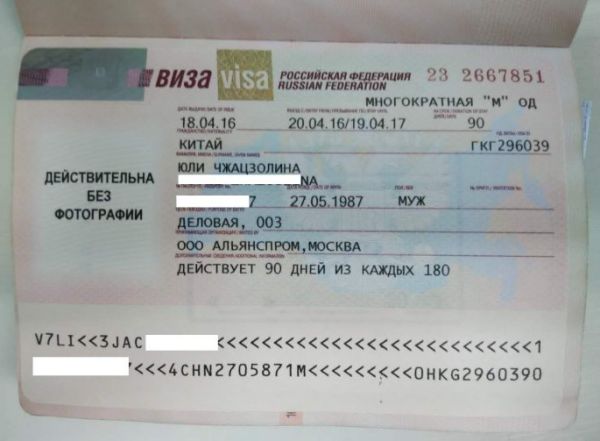 ВИЗА visa РОССИЙСКАЯ ФЕДЕРАЦИЯ RUSSIAN FEDERATION 23 2667851
МНОГОКРАТНАЯ "М" ОД
18.04.16 20.04.16/19.04.17 90
КИТАЙ ГКГ296039
ЮЛИ ЧЖАЦЗОЛИНА
NA
ДЕЙСТВИТЕЛЬНА
БЕЗ
ФОТОГРАФИИ
7 27.05.1987 МУЖ
ДЕЛОВАЯ, 003
ООО АЛЬЯНСПРОМ,МОСКВА
ДЕЙСТВУЕТ 90 ДНЕЙ ИЗ КАЖДЫХ 180
V7LI<<3JAC <<<<<<<<<<<<<<<<<<<<<<<<<<<1
<<<4CHN2705871M<<<<<<<<<0HKG2960390